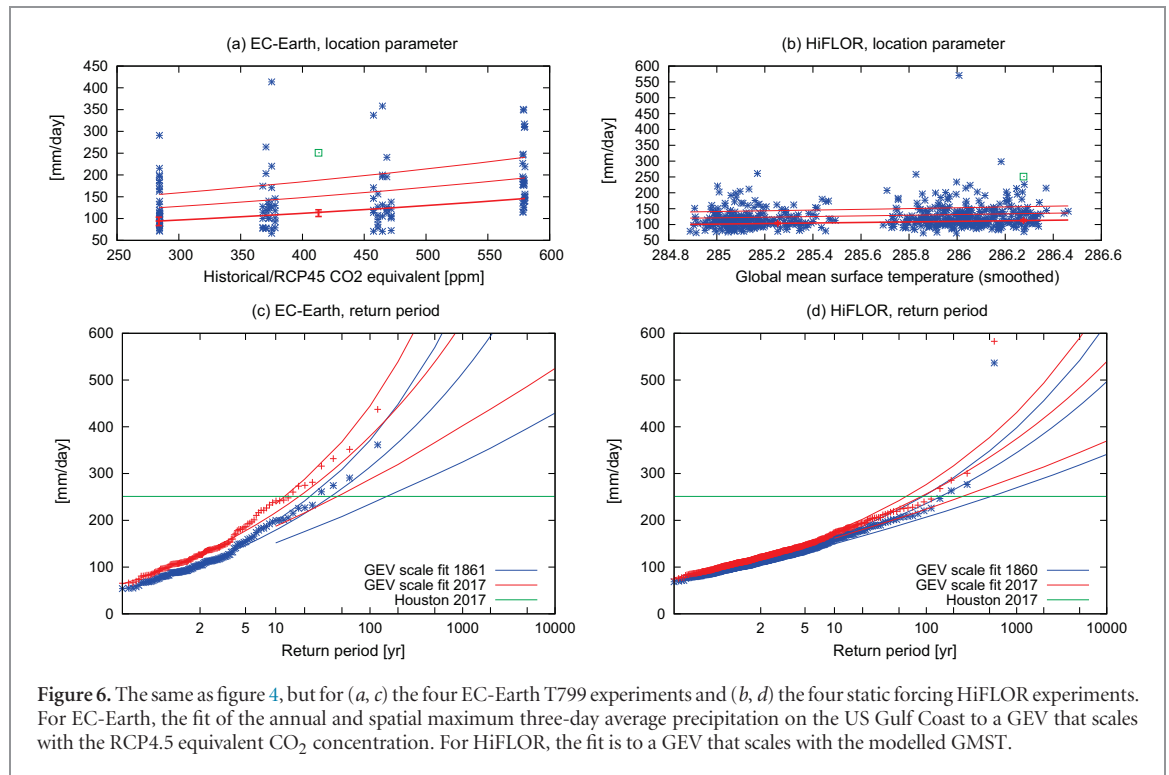 (a) EC-Earth, location parameter
450
400
350
300
250
200
150
100
50
[mm/day]
250 300 350 400 450 500 550 600
Historical/RCP45 CO2 equivalent [ppm]
(b) HiFLOR, location parameter
600
550
500
450
400
350
300
250
200
150
100
50
[mm/day]
284.8 285 285.2 285.4 285.6 285.8 286 286.2 286.4 286.6
Global mean surface temperature (smoothed)
(c) EC-Earth, return period
600
500
400
300
200
100
0
[mm/day]
GEV scale fit 1861
GEV scale fit 2017
Houston 2017
2 5 10 100 1000 10000
Return period [yr]
(d) HiFLOR, return period
600
500
400
300
200
100
0
[mm/day]
GEV scale fit 1860
GEV scale fit 2017
Houston 2017
2 5 10 100 1000 10000
Return period [yr]
Figure 6. The same as figure 4, but for (a, c) the four EC-Earth T799 experiments and (b, d) the four static forcing HiFLOR experiments.
For EC-Earth, the fit of the annual and spatial maximum three-day average precipitation on the US Gulf Coast to a GEV that scales
with the RCP4.5 equivalent CO₂ concentration. For HiFLOR, the fit is to a GEV that scales with the modelled GMST.